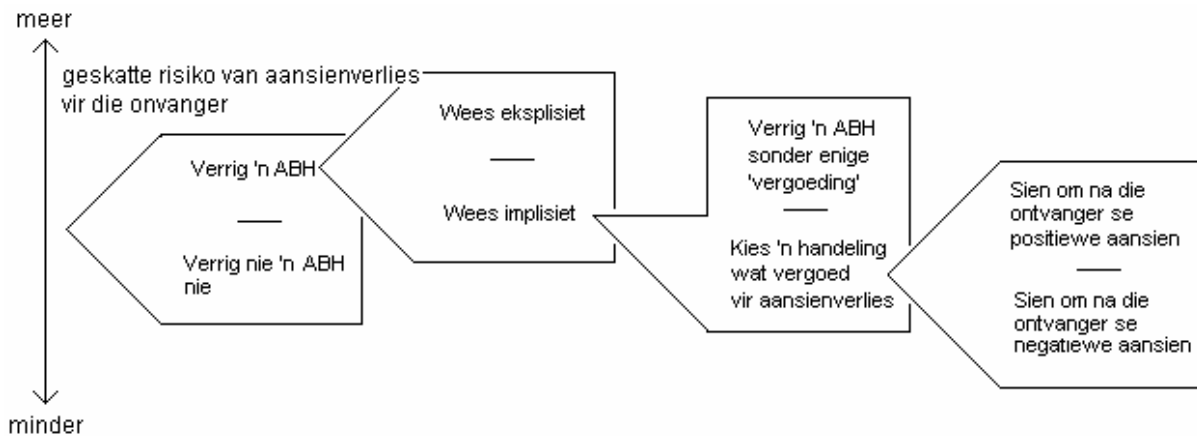 meer
geskatte risiko van aansienverlies
vir die onvanger
Verrig 'n ABH
Verrig nie 'n ABH
nie
Wees eksplisiet
Wees implisiet
Verrig 'n ABH
sonder enige
'vergoeding'
Kies 'n handeling
wat vergoed
vir aansienverlies
Sien om na die
ontvanger se
positiewe aansien
Sien om na die
ontvanger se
negatiewe aansien
minder